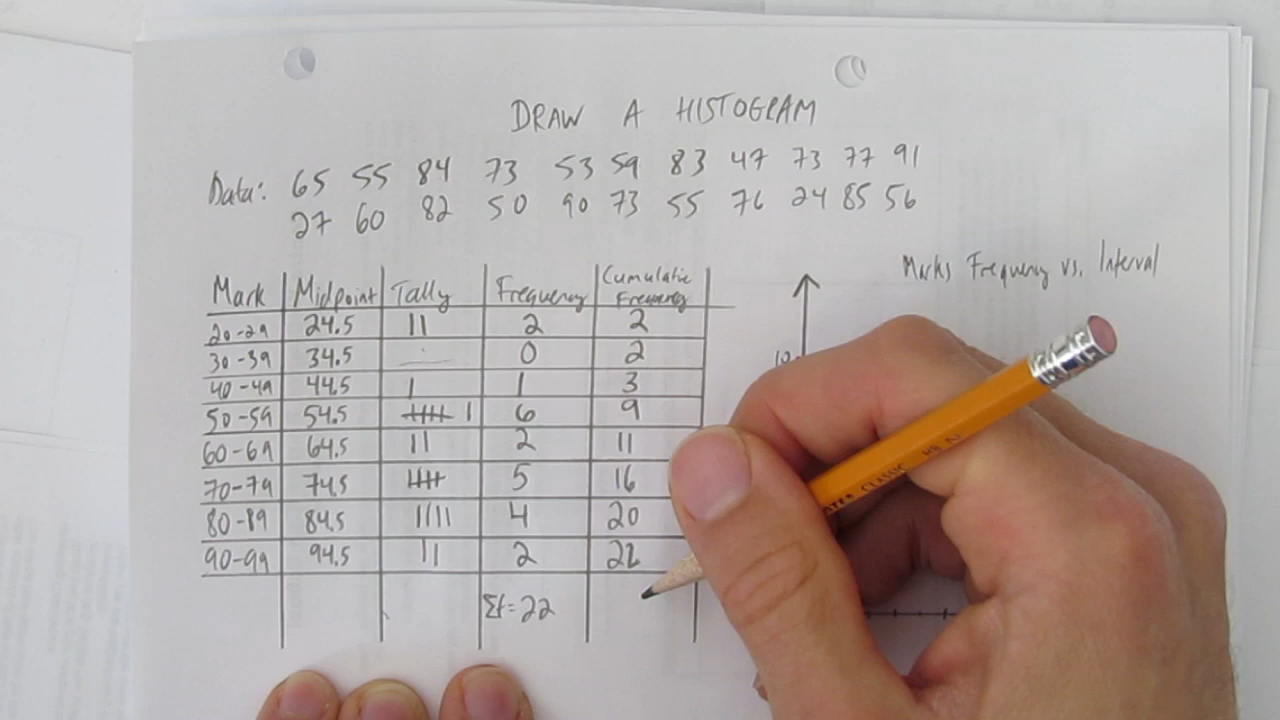 DRAW A HISTOGRAM
Data: 65 55 84 73 53 59 83 47 73 77 91
27 60 82 50 90 73 55 76 24 85 56
Marks Frequency vs. Interval
Mark Midpoint Tally Frequency Cumulative Frequency
20-29 24.5 || 2 2
30-39 34.5 0 2
40-49 44.5 | 1 3
50-59 54.5 |||| | 6 9
60-69 64.5 || 2 11
70-79 74.5 |||| 5 16
80-89 84.5 |||| 4 20
90-99 94.5 || 2 22
Σf=22
10
CLASSIC HB